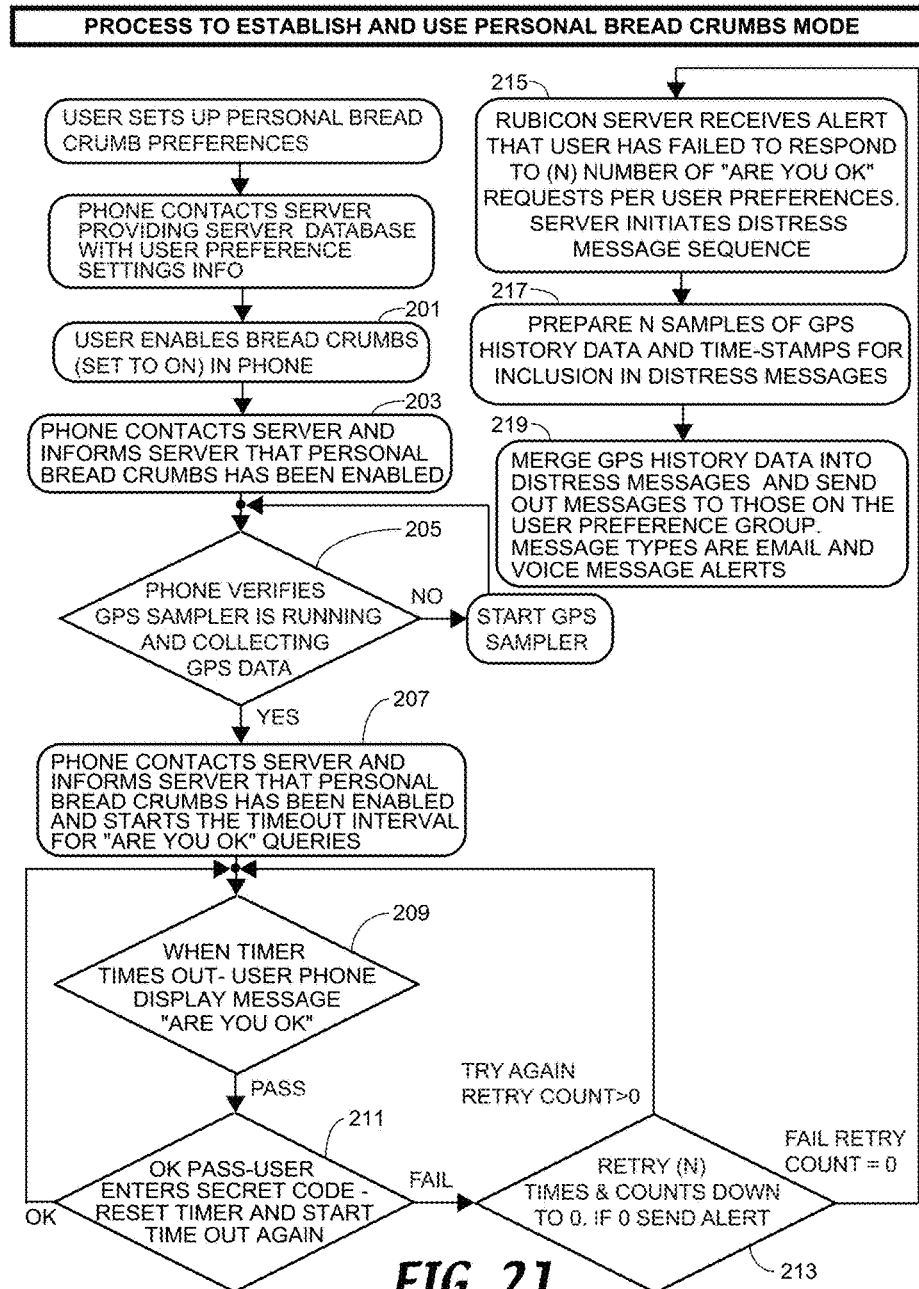 PROCESS TO ESTABLISH AND USE PERSONAL BREAD CRUMBS MODE
USER SETS UP PERSONAL BREAD
CRUMB PREFERENCES
PHONE CONTACTS SERVER
PROVIDING SERVER DATABASE
WITH USER PREFERENCE
SETTINGS INFO
201
USER ENABLES BREAD CRUMBS
(SET TO ON) IN PHONE
203
PHONE CONTACTS SERVER AND
INFORMS SERVER THAT PERSONAL
BREAD CRUMBS HAS BEEN ENABLED
205
PHONE VERIFIES
GPS SAMPLER IS RUNNING
AND COLLECTING
GPS DATA
NO
START GPS
SAMPLER
YES
207
PHONE CONTACTS SERVER AND
INFORMS SERVER THAT PERSONAL
BREAD CRUMBS HAS BEEN ENABLED
AND STARTS THE TIMEOUT INTERVAL
FOR "ARE YOU OK" QUERIES
209
WHEN TIMER
TIMES OUT- USER PHONE
DISPLAY MESSAGE
"ARE YOU OK"
PASS
211
OK PASS-USER
ENTERS SECRET CODE -
RESET TIMER AND START
TIME OUT AGAIN
OK
FAIL
TRY AGAIN
RETRY COUNT>0
RETRY (N)
TIMES & COUNTS DOWN
TO 0. IF 0 SEND ALERT
213
FAIL RETRY
COUNT = 0
215
RUBICON SERVER RECEIVES ALERT
THAT USER HAS FAILED TO RESPOND
TO (N) NUMBER OF "ARE YOU OK"
REQUESTS PER USER PREFERENCES.
SERVER INITIATES DISTRESS
MESSAGE SEQUENCE
217
PREPARE N SAMPLES OF GPS
HISTORY DATA AND TIME-STAMPS FOR
INCLUSION IN DISTRESS MESSAGES
219
MERGE GPS HISTORY DATA INTO
DISTRESS MESSAGES AND SEND
OUT MESSAGES TO THOSE ON THE
USER PREFERENCE GROUP.
MESSAGE TYPES ARE EMAIL AND
VOICE MESSAGE ALERTS
FIG. 21